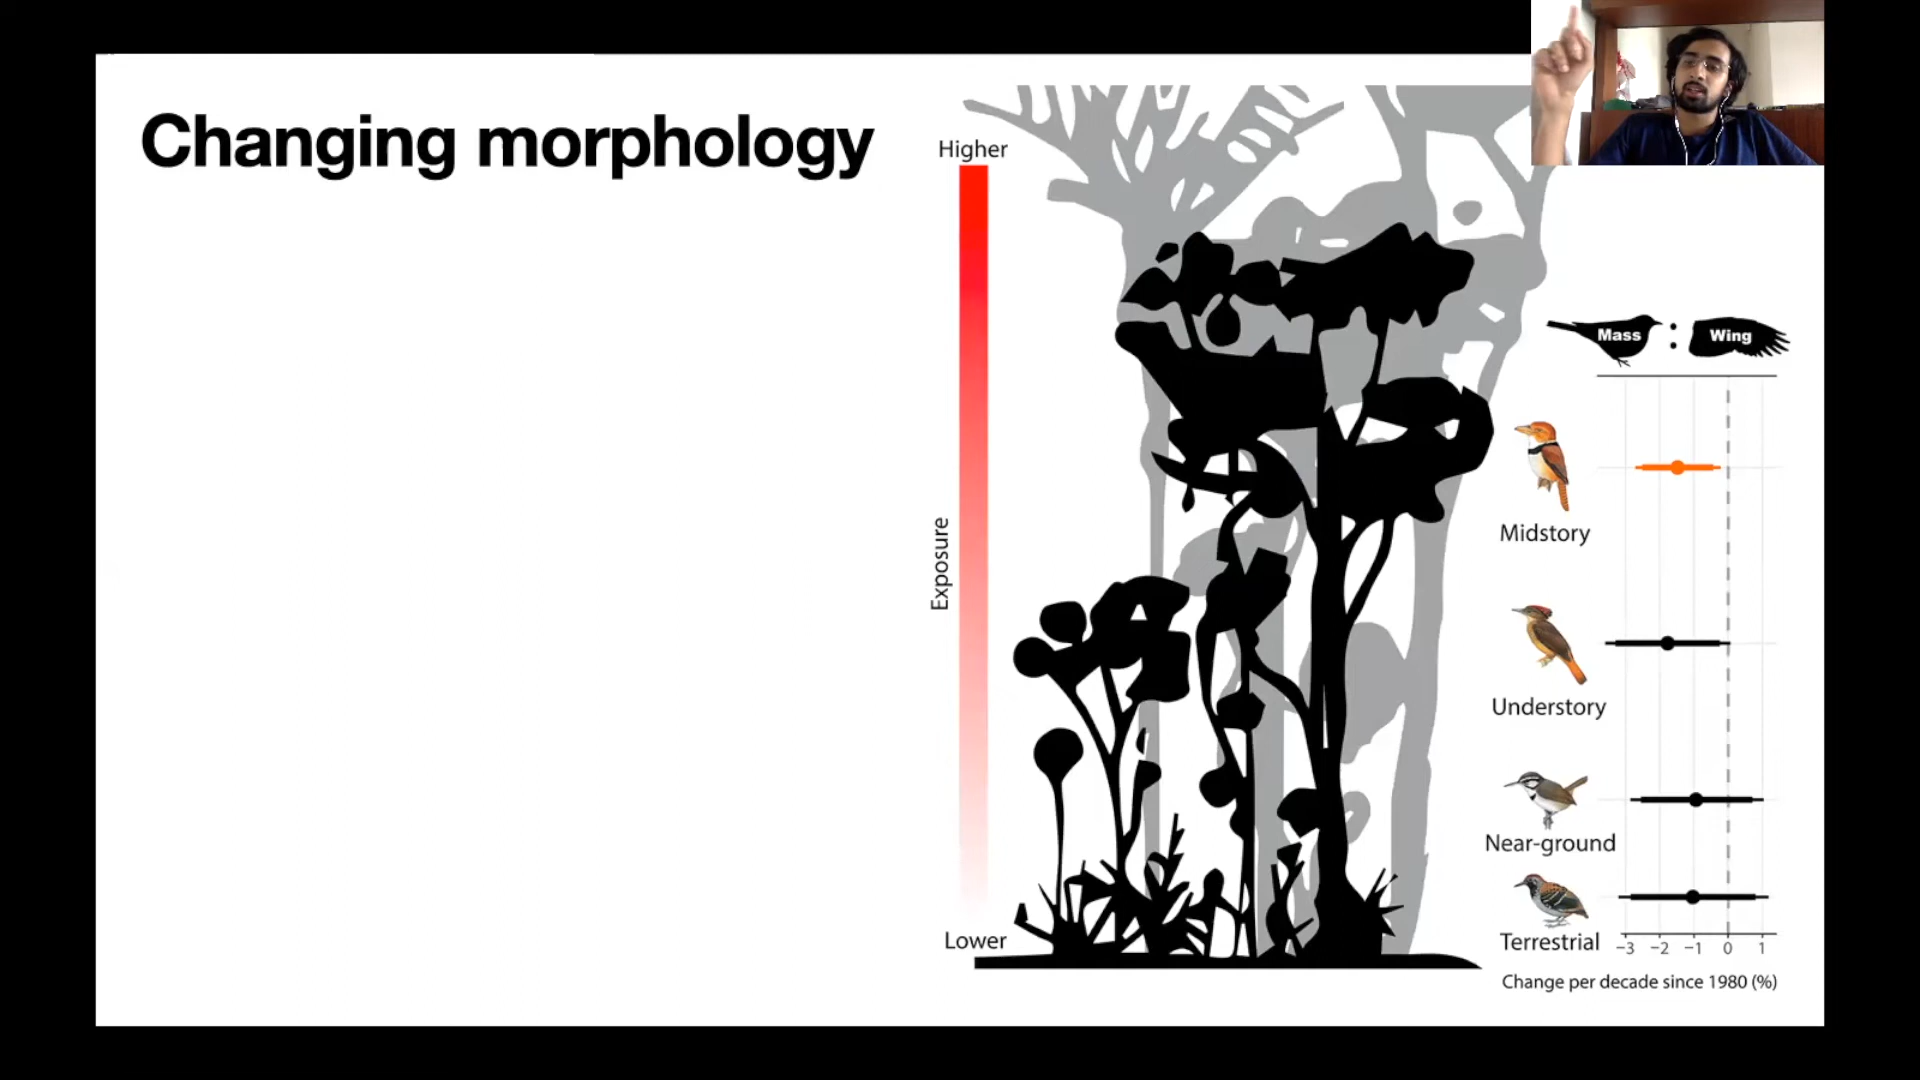 Changing morphology
Higher
Exposure
Lower
Mass : Wing
Midstory
Understory
Near-ground
Terrestrial
−3 −2 −1 0 1
Change per decade since 1980 (%)